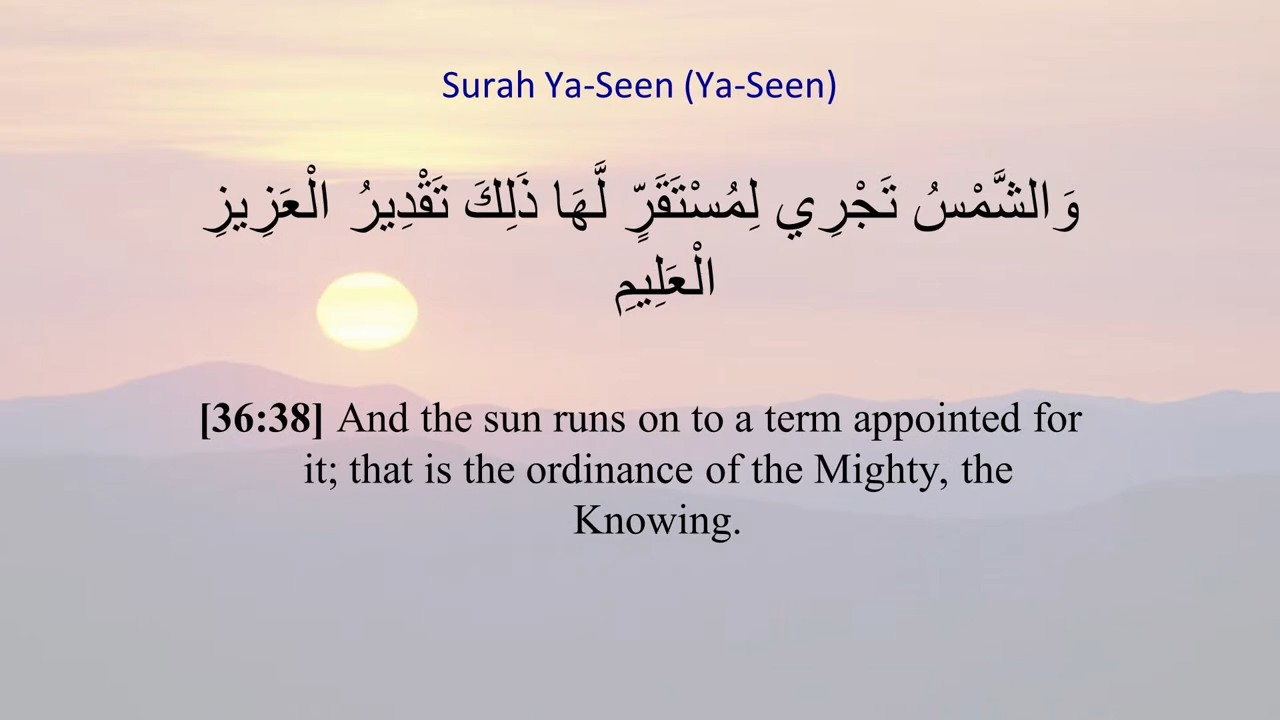 Surah Ya-Seen (Ya-Seen)
وَالشَّمْسُ تَجْرِي لِمُسْتَقَرٍّ لَّهَا ذَلِكَ تَقْدِيرُ الْعَزِيزِ
الْعَلِيمِ
[36:38] And the sun runs on to a term appointed for
it; that is the ordinance of the Mighty, the
Knowing.